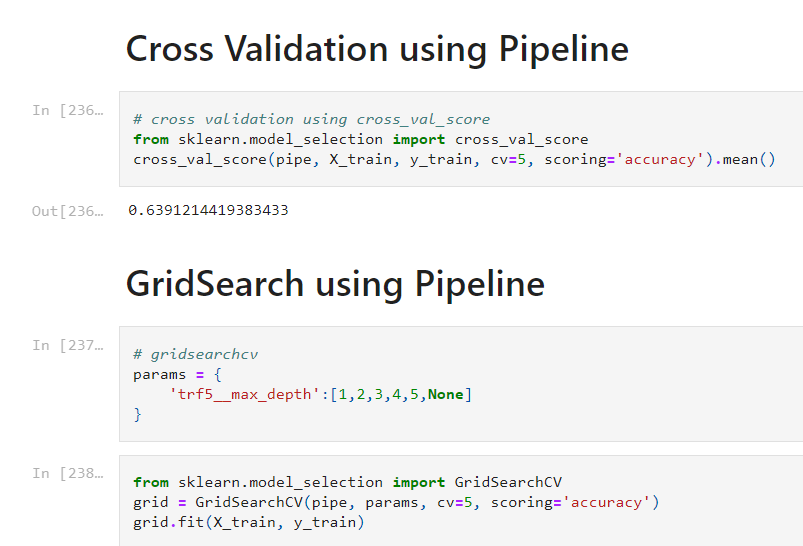 Cross Validation using Pipeline
In [236…
# cross validation using cross_val_score
from sklearn.model_selection import cross_val_score
cross_val_score(pipe, X_train, y_train, cv=5, scoring='accuracy').mean()
Out[236…
0.6391214419383433
GridSearch using Pipeline
In [237…
# gridsearchcv
params = {
    'trf5__max_depth':[1,2,3,4,5,None]
}
In [238…
from sklearn.model_selection import GridSearchCV
grid = GridSearchCV(pipe, params, cv=5, scoring='accuracy')
grid.fit(X_train, y_train)